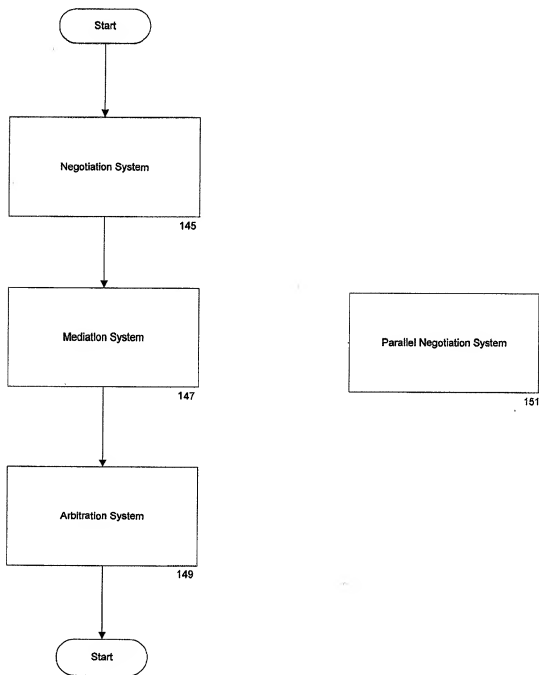 Start
Negotiation System
145
Mediation System
147
Parallel Negotiation System
151
Arbitration System
149
Start